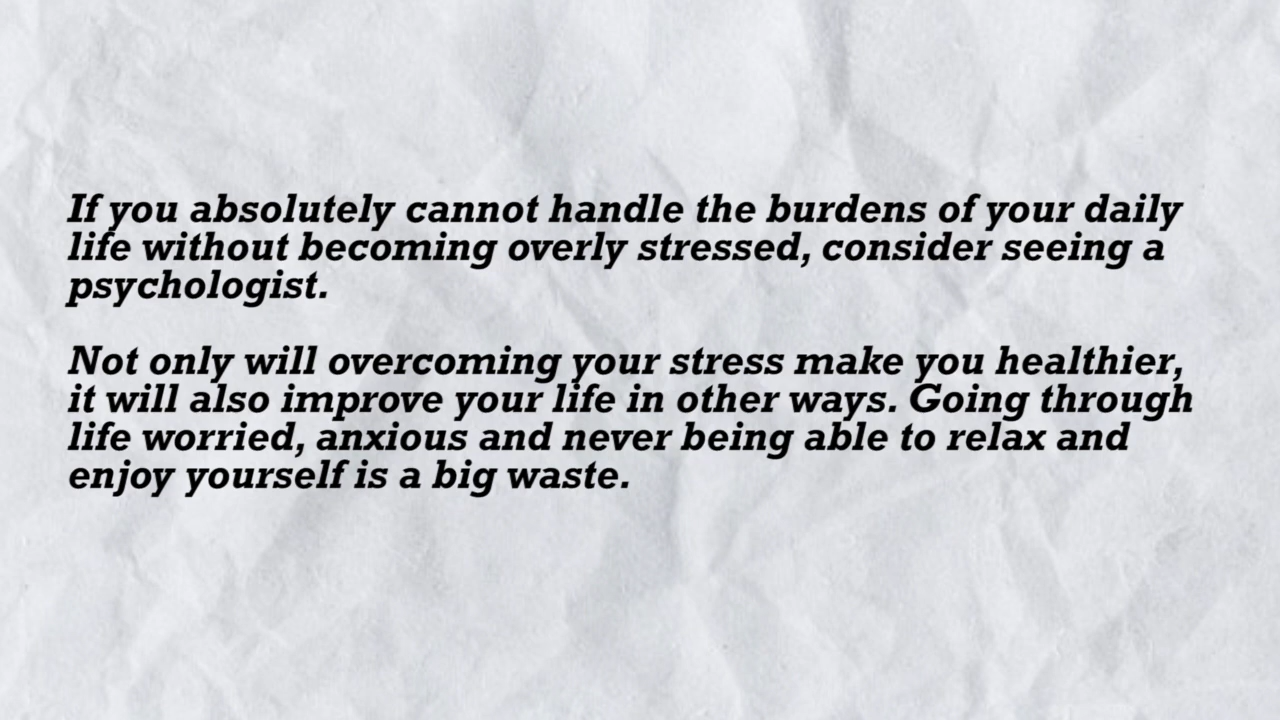 If you absolutely cannot handle the burdens of your daily
life without becoming overly stressed, consider seeing a
psychologist.
Not only will overcoming your stress make you healthier,
it will also improve your life in other ways. Going through
life worried, anxious and never being able to relax and
enjoy yourself is a big waste.